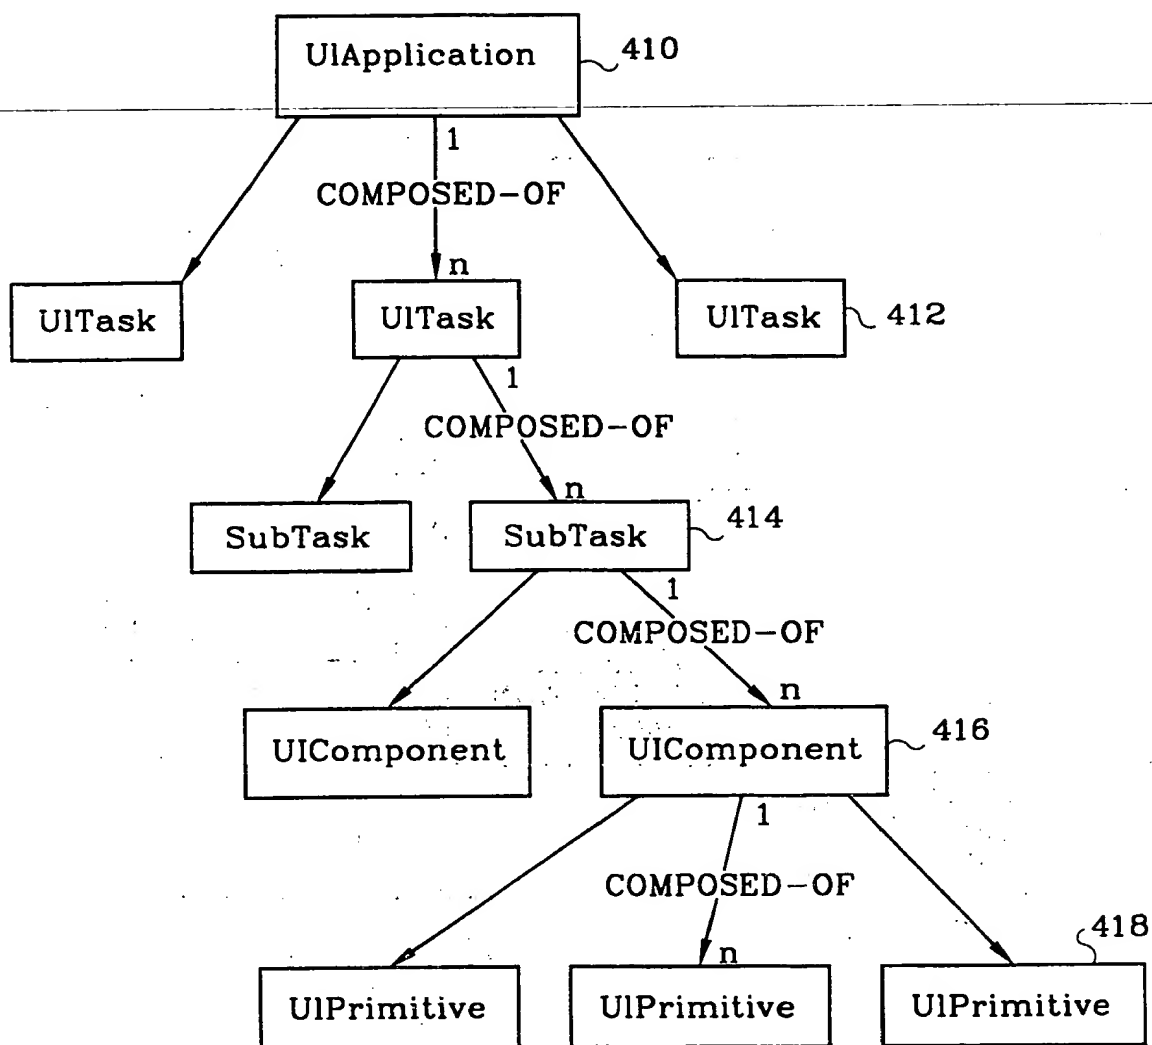 UIApplication
410
1
COMPOSED-OF
n
UITask
UITask
UITask
412
1
COMPOSED-OF
n
SubTask
SubTask
414
1
COMPOSED-OF
n
UIComponent
UIComponent
416
1
COMPOSED-OF
n
418
UIPrimitive
UIPrimitive
UIPrimitive